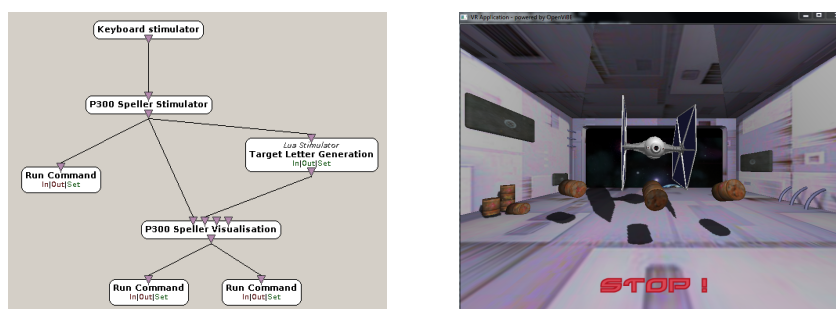 Keyboard stimulator
P300 Speller Stimulator
Lua Stimulator
Target Letter Generation
In|Out|Set
Run Command
In|Out|Set
P300 Speller Visualisation
Run Command
In|Out|Set
Run Command
In|Out|Set
VR Application - powered by OpenViBE
STOP !